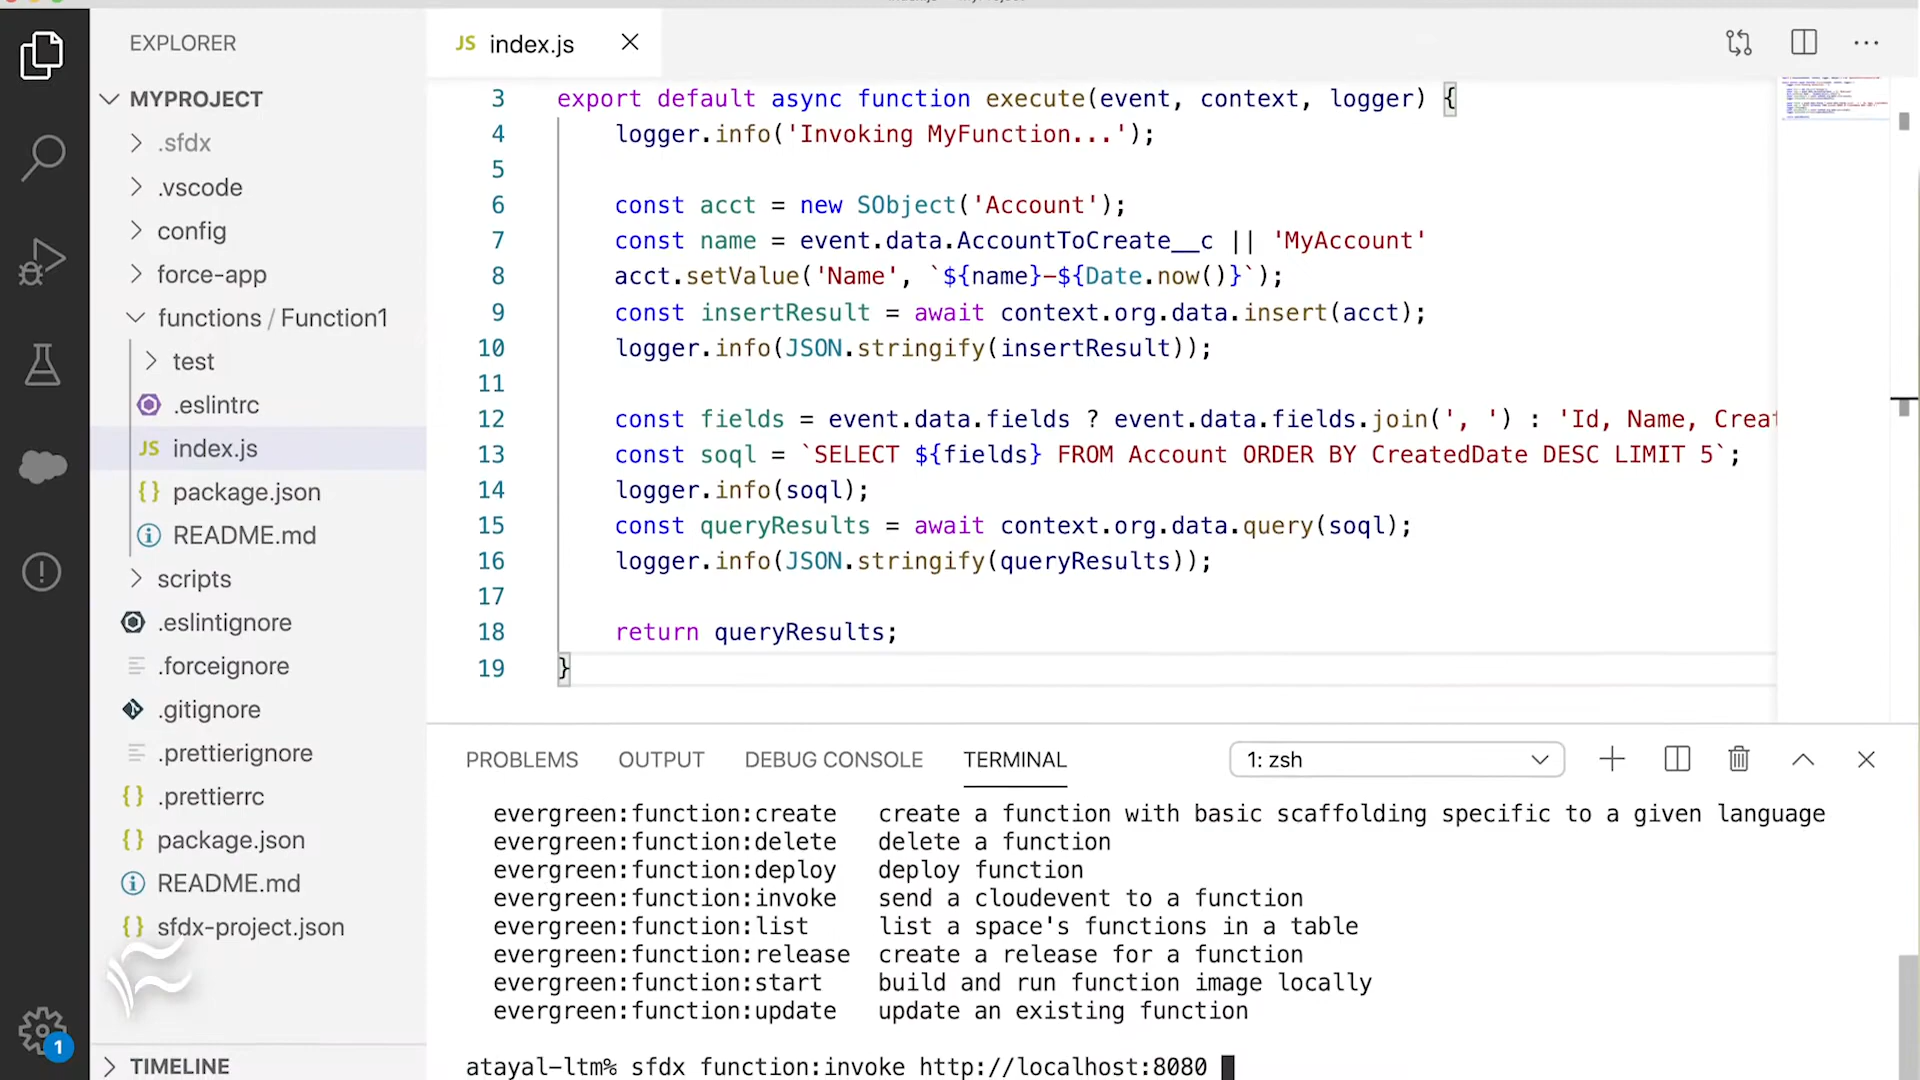 EXPLORER
MYPROJECT
.sfdx
.vscode
config
force-app
functions / Function1
test
.eslintrc
JS index.js
{} package.json
README.md
scripts
.eslintignore
.forceignore
.gitignore
.prettierignore
{} .prettierrc
{} package.json
README.md
{} sfdx-project.json
1
TIMELINE
JS index.js
3 export default async function execute(event, context, logger) {
4 logger.info('Invoking MyFunction...');
5
6 const acct = new SObject('Account');
7 const name = event.data.AccountToCreate__c || 'MyAccount'
8 acct.setValue('Name', `${name}-${Date.now()}`);
9 const insertResult = await context.org.data.insert(acct);
10 logger.info(JSON.stringify(insertResult));
11
12 const fields = event.data.fields ? event.data.fields.join(', ') : 'Id, Name, Creat
13 const soql = `SELECT ${fields} FROM Account ORDER BY CreatedDate DESC LIMIT 5`;
14 logger.info(soql);
15 const queryResults = await context.org.data.query(soql);
16 logger.info(JSON.stringify(queryResults));
17
18 return queryResults;
19 }
PROBLEMS OUTPUT DEBUG CONSOLE TERMINAL 1: zsh
evergreen:function:create create a function with basic scaffolding specific to a given language
evergreen:function:delete delete a function
evergreen:function:deploy deploy function
evergreen:function:invoke send a cloudevent to a function
evergreen:function:list list a space's functions in a table
evergreen:function:release create a release for a function
evergreen:function:start build and run function image locally
evergreen:function:update update an existing function
atayal-ltm% sfdx function:invoke http://localhost:8080